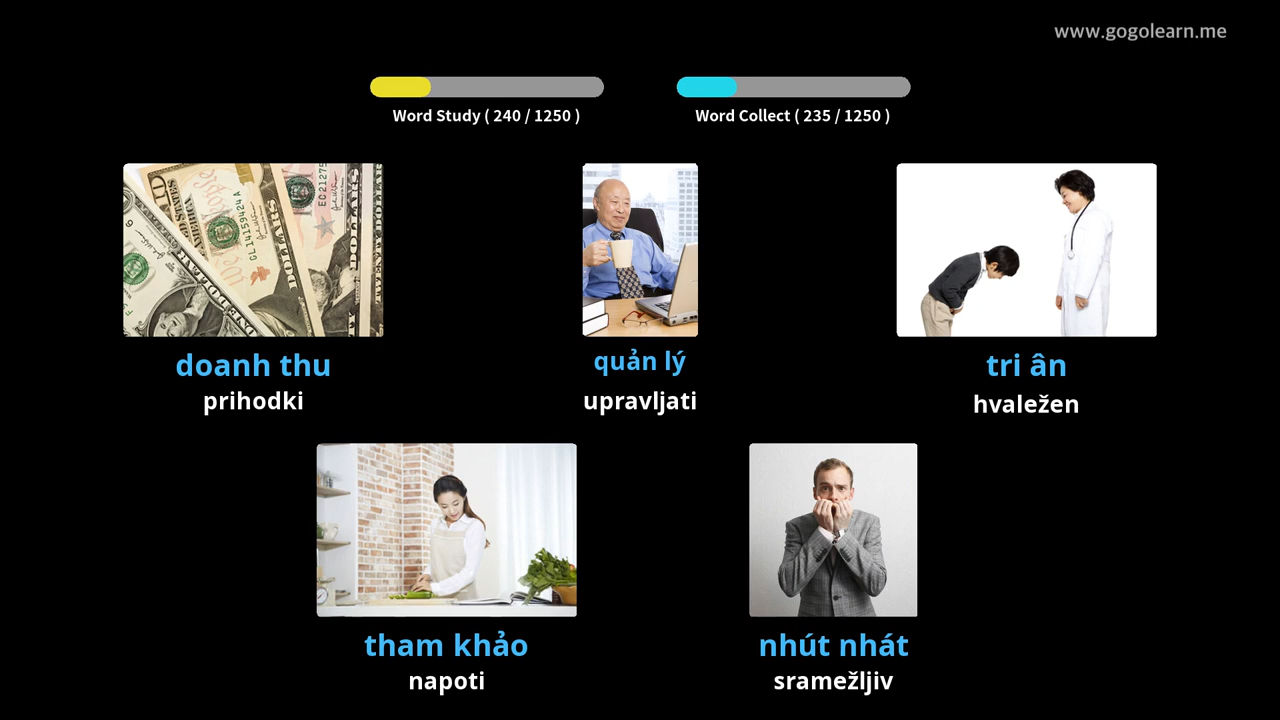 www.gogolearn.me
Word Study ( 240 / 1250 )
Word Collect ( 235 / 1250 )
doanh thu
prihodki
quản lý
upravljati
tri ân
hvaležen
tham khảo
napoti
nhút nhát
sramežljiv